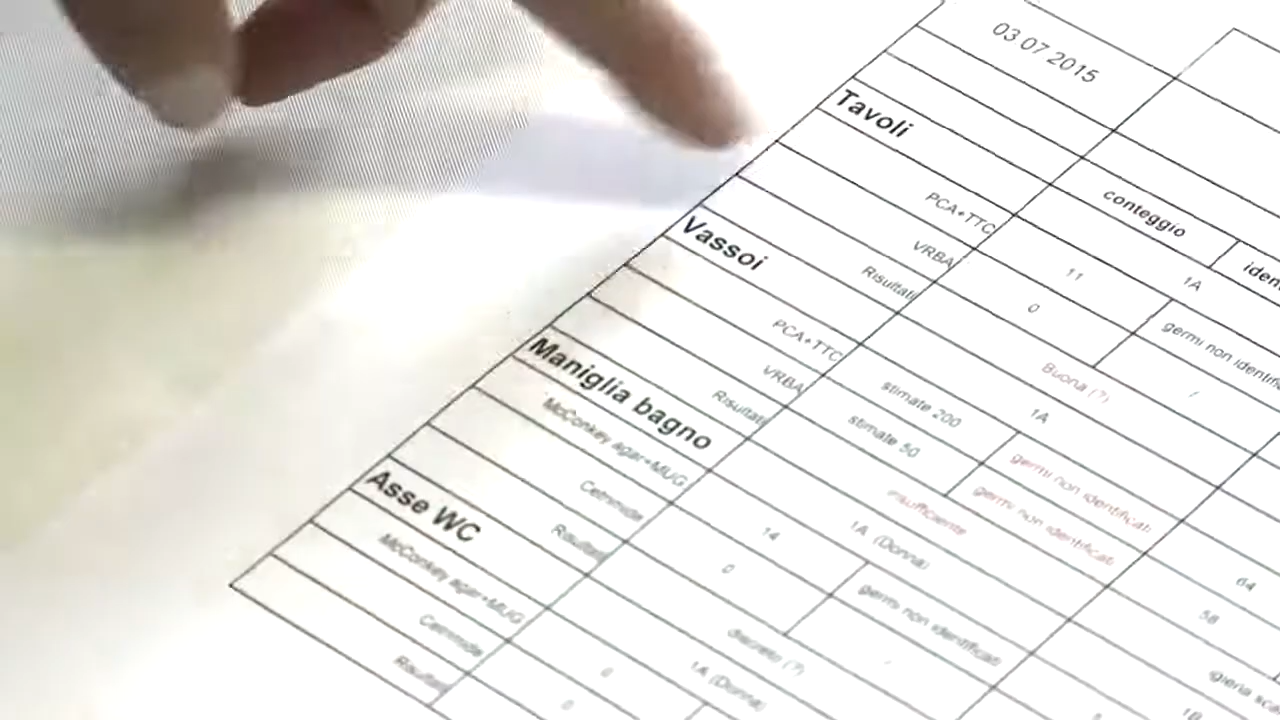 03 07 2015
conteggio
Tavoli
1A
PCA+TTC 11 germi non identific
VRBA 0 /
Risultati Buona (?)
Vassoi
1A
PCA+TTC stimate 200 germi non identificati
VRBA stimate 50 germi non identificati
Risultati insufficiente
64
58
Maniglia bagno
1A (Donna)
McConkey agar+MUG 14 germi non identificati
Cetrimide 0
Risultati discreto (?)
Asse WC
1A (Donna)
McConkey agar+MUG 0
Cetrimide 0
Risultati